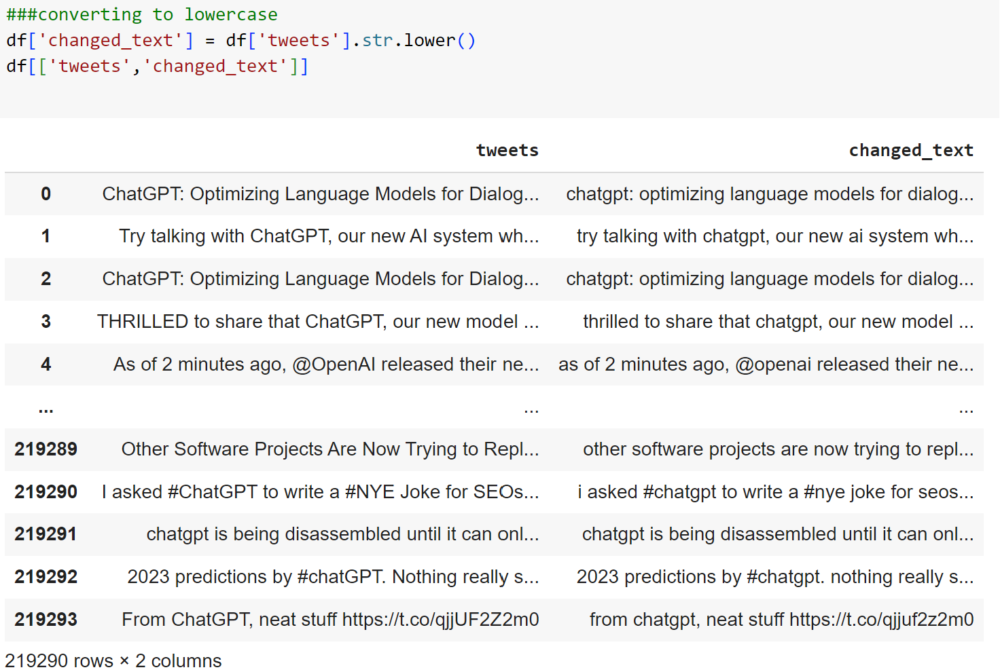 ###converting to lowercase
df['changed_text'] = df['tweets'].str.lower()
df[['tweets','changed_text']]
tweets changed_text
0 ChatGPT: Optimizing Language Models for Dialog... chatgpt: optimizing language models for dialog...
1 Try talking with ChatGPT, our new AI system wh... try talking with chatgpt, our new ai system wh...
2 ChatGPT: Optimizing Language Models for Dialog... chatgpt: optimizing language models for dialog...
3 THRILLED to share that ChatGPT, our new model ... thrilled to share that chatgpt, our new model ...
4 As of 2 minutes ago, @OpenAI released their ne... as of 2 minutes ago, @openai released their ne...
... ... ...
219289 Other Software Projects Are Now Trying to Repl... other software projects are now trying to repl...
219290 I asked #ChatGPT to write a #NYE Joke for SEOs... i asked #chatgpt to write a #nye joke for seos...
219291 chatgpt is being disassembled until it can onl... chatgpt is being disassembled until it can onl...
219292 2023 predictions by #chatGPT. Nothing really s... 2023 predictions by #chatgpt. nothing really s...
219293 From ChatGPT, neat stuff https://t.co/qjjUF2Z2m0 from chatgpt, neat stuff https://t.co/qjjuf2z2m0
219290 rows × 2 columns